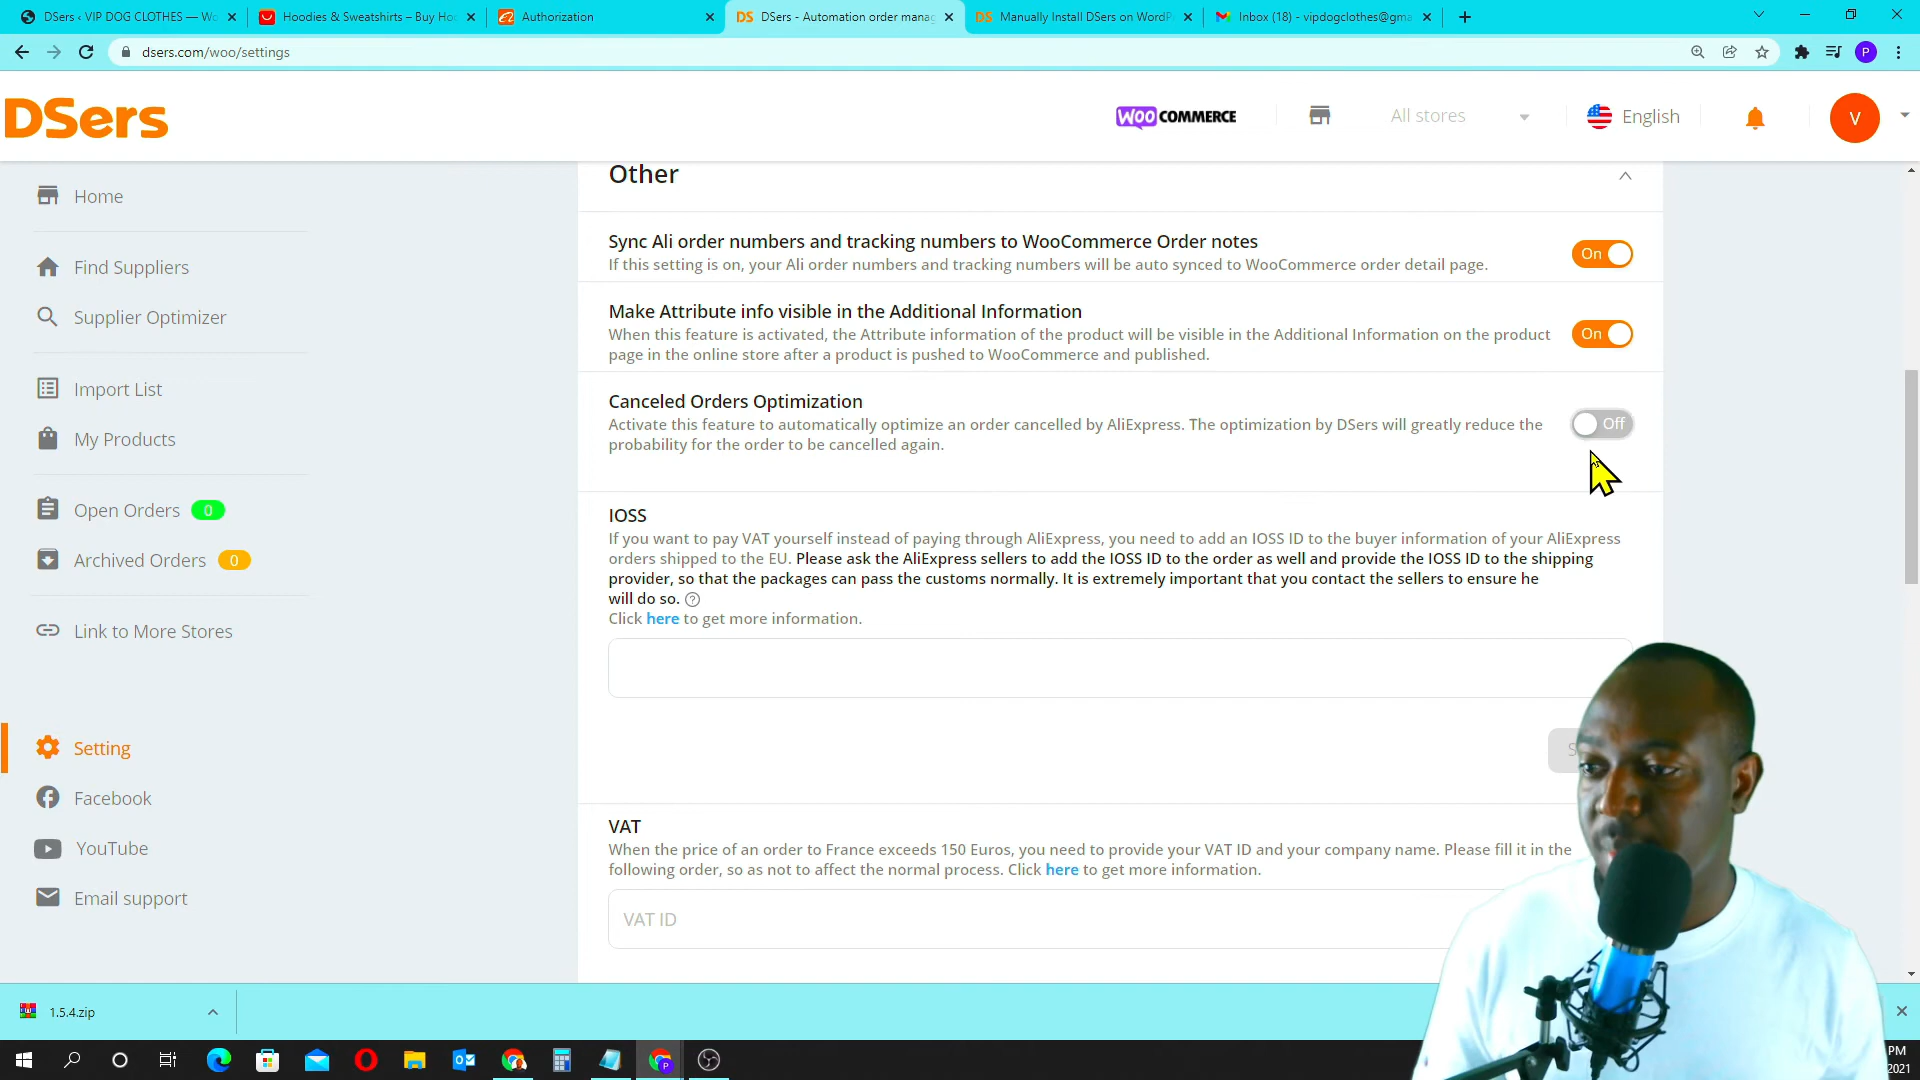 DSers ‹ VIP DOG CLOTHES — Wo
Hoodies & Sweatshirts – Buy Ho
Authorization
DS DSers - Automation order mana
DS Manually Install DSers on WordP
Inbox (18) - vipdogclothes@gma
dsers.com/woo/settings
P
DSers
WOO COMMERCE
All stores
English
V
Home
Find Suppliers
Supplier Optimizer
Import List
My Products
Open Orders 0
Archived Orders 0
Link to More Stores
Setting
Facebook
YouTube
Email support
Other
Sync Ali order numbers and tracking numbers to WooCommerce Order notes
If this setting is on, your Ali order numbers and tracking numbers will be auto synced to WooCommerce order detail page.
On
Make Attribute info visible in the Additional Information
When this feature is activated, the Attribute information of the product will be visible in the Additional Information on the product
page in the online store after a product is pushed to WooCommerce and published.
On
Canceled Orders Optimization
Activate this feature to automatically optimize an order cancelled by AliExpress. The optimization by DSers will greatly reduce the
probability for the order to be cancelled again.
Off
IOSS
If you want to pay VAT yourself instead of paying through AliExpress, you need to add an IOSS ID to the buyer information of your AliExpress
orders shipped to the EU. Please ask the AliExpress sellers to add the IOSS ID to the order as well and provide the IOSS ID to the shipping
provider, so that the packages can pass the customs normally. It is extremely important that you contact the sellers to ensure he
will do so. ?
Click here to get more information.
VAT
When the price of an order to France exceeds 150 Euros, you need to provide your VAT ID and your company name. Please fill it in the
following order, so as not to affect the normal process. Click here to get more information.
VAT ID
1.5.4.zip
PM
2021